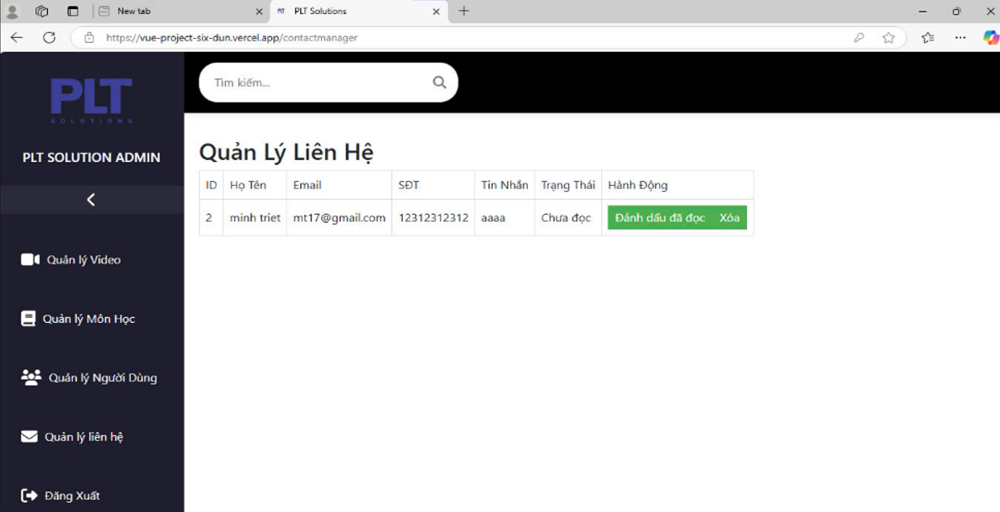 New tab
PLT Solutions
https://vue-project-six-dun.vercel.app/contactmanager
PLT
SOLUTIONS
PLT SOLUTION ADMIN
Quản lý Video
Quản lý Môn Học
Quản lý Người Dùng
Quản lý liên hệ
Đăng Xuất
Tìm kiếm...
Quản Lý Liên Hệ
ID Họ Tên Email SĐT Tin Nhắn Trạng Thái Hành Động
2 minh triet mt17@gmail.com 12312312312 aaaa Chưa đọc Đánh dấu đã đọc Xóa